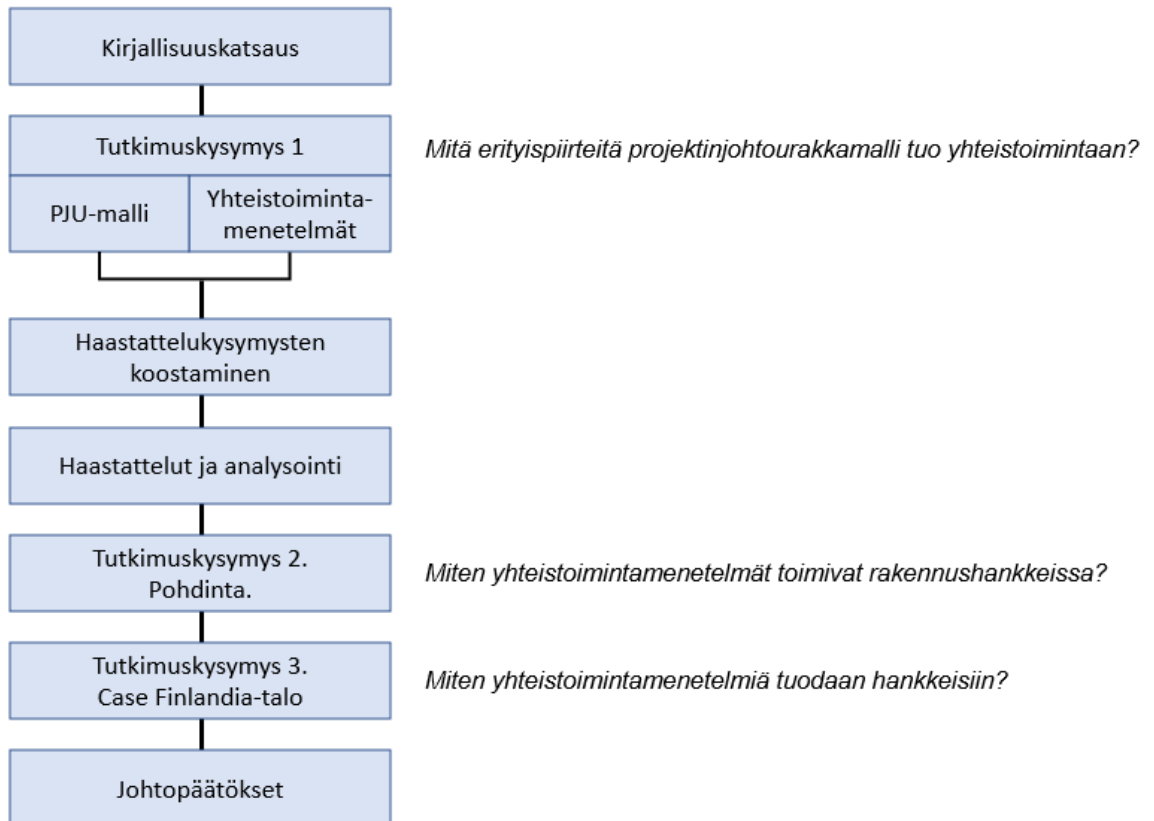 Kirjallisuuskatsaus
Tutkimuskysymys 1
Mitä erityispiirteitä projektinjohtourakkamalli tuo yhteistoimintaan?
PJU-malli
Yhteistoiminta-
menetelmät
Haastattelukysymysten
koostaminen
Haastattelut ja analysointi
Tutkimuskysymys 2.
Pohdinta.
Miten yhteistoimintamenetelmät toimivat rakennushankkeissa?
Tutkimuskysymys 3.
Case Finlandia-talo
Miten yhteistoimintamenetelmiä tuodaan hankkeisiin?
Johtopäätökset